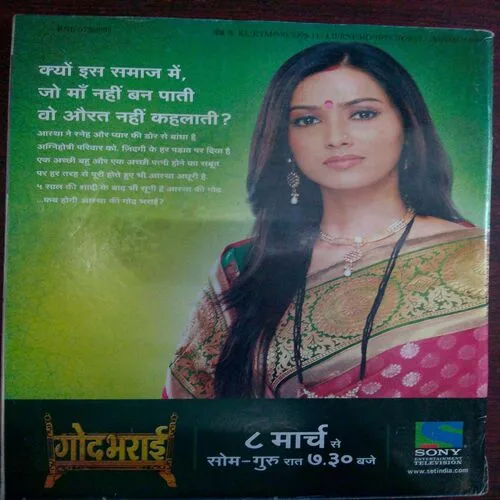 क्यों इस समाज में,
जो माँ नहीं बन पाती
वो औरत नहीं कहलाती?
आस्था ने स्नेह और प्यार की डोर से बांधा है
अग्निहोत्री परिवार को. जिंदगी के हर पड़ाव पर दिया है
एक अच्छी बहू और एक अच्छी पत्नी होने का सबूत
पर हर तरह से पूरी होते हुए भी आस्था अधूरी है
५ साल की शादी के बाद भी सूनी है आस्था की गोद
...कब होगी आस्था की गोद भराई?
गोदभराई
८ मार्च से
सोम-गुरु रात ७.३० बजे
SONY
ENTERTAINMENT
TELEVISION
www.setindia.com